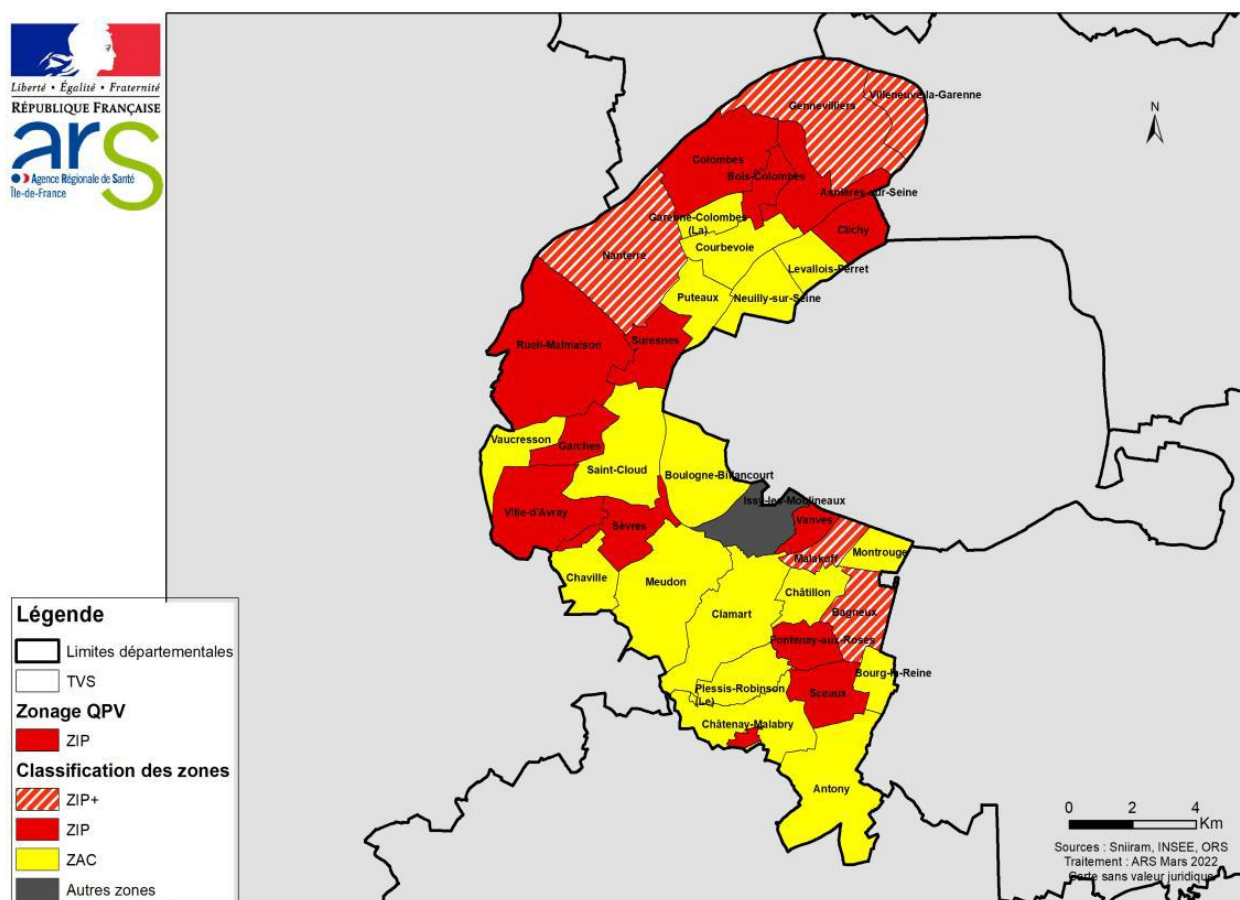 Liberté • Égalité • Fraternité
RÉPUBLIQUE FRANÇAISE
ars
Agence Régionale de Santé
Île-de-France
N
Villeneuve-la-Garenne
Gennevilliers
Colombes
Bois-Colombes
Asnières-sur-Seine
Garenne-Colombes
(La)
Clichy
Courbevoie
Nanterre
Levallois-Perret
Puteaux
Neuilly-sur-Seine
Rueil-Malmaison
Suresnes
Vaucresson
Garches
Saint-Cloud
Boulogne-Billancourt
Issy-les-Moulineaux
Ville-d'Avray
Sèvres
Vanves
Malakoff
Montrouge
Chaville
Meudon
Châtillon
Clamart
Bagneux
Fontenay-aux-Roses
Bourg-la-Reine
Plessis-Robinson
(Le)
Sceaux
Châtenay-Malabry
Antony
Légende
Limites départementales
TVS
Zonage QPV
ZIP
Classification des zones
ZIP+
ZIP
ZAC
Autres zones
0 2 4
Km
Sources : Sniiram, INSEE, ORS
Traitement : ARS Mars 2022
Carte sans valeur juridique